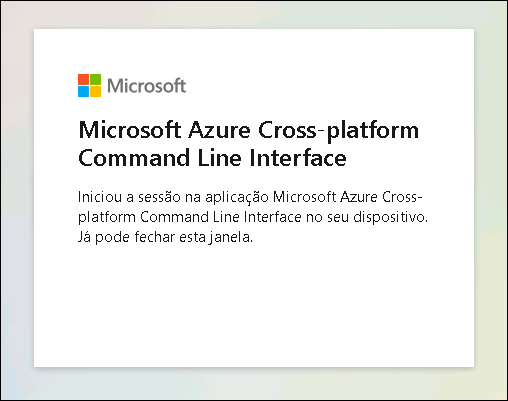 Microsoft
Microsoft Azure Cross-platform
Command Line Interface
Iniciou a sessão na aplicação Microsoft Azure Cross-
platform Command Line Interface no seu dispositivo.
Já pode fechar esta janela.